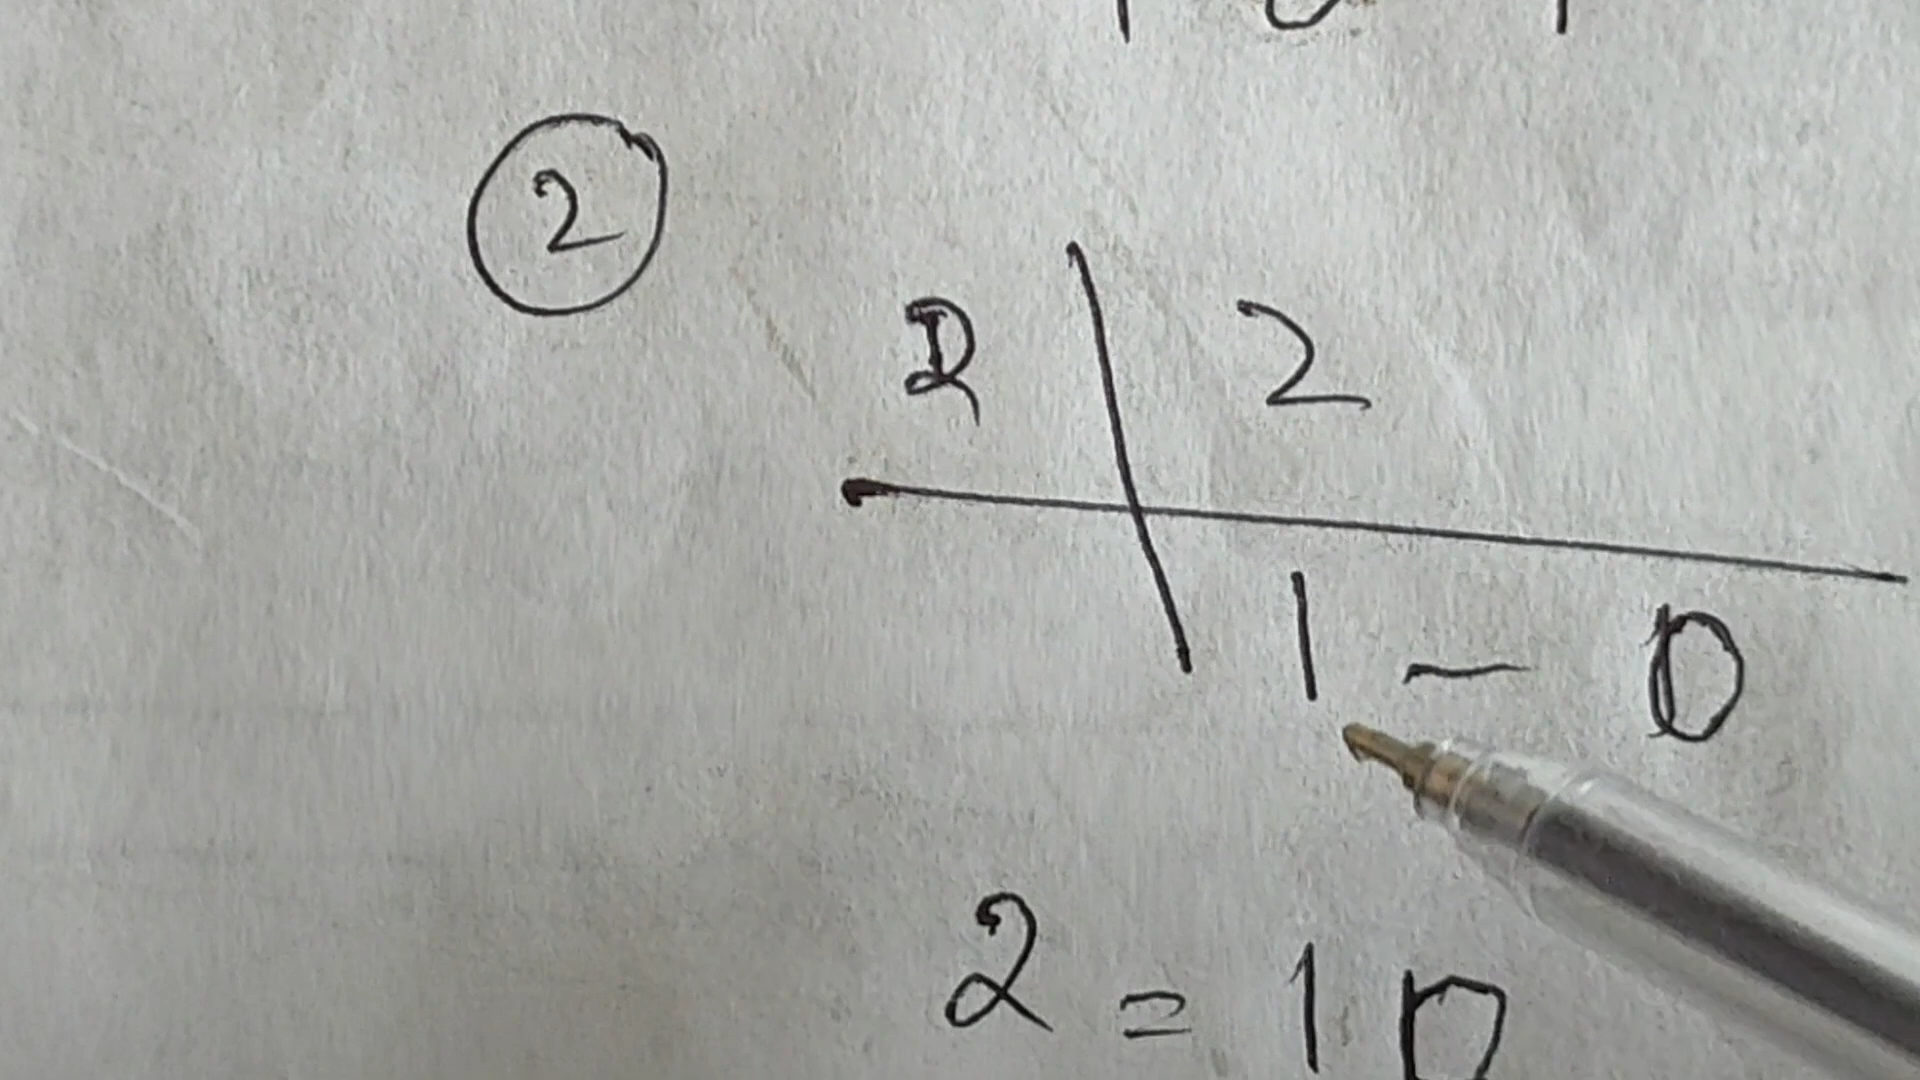 ②
2 | 2
1 – 0
2 = 10